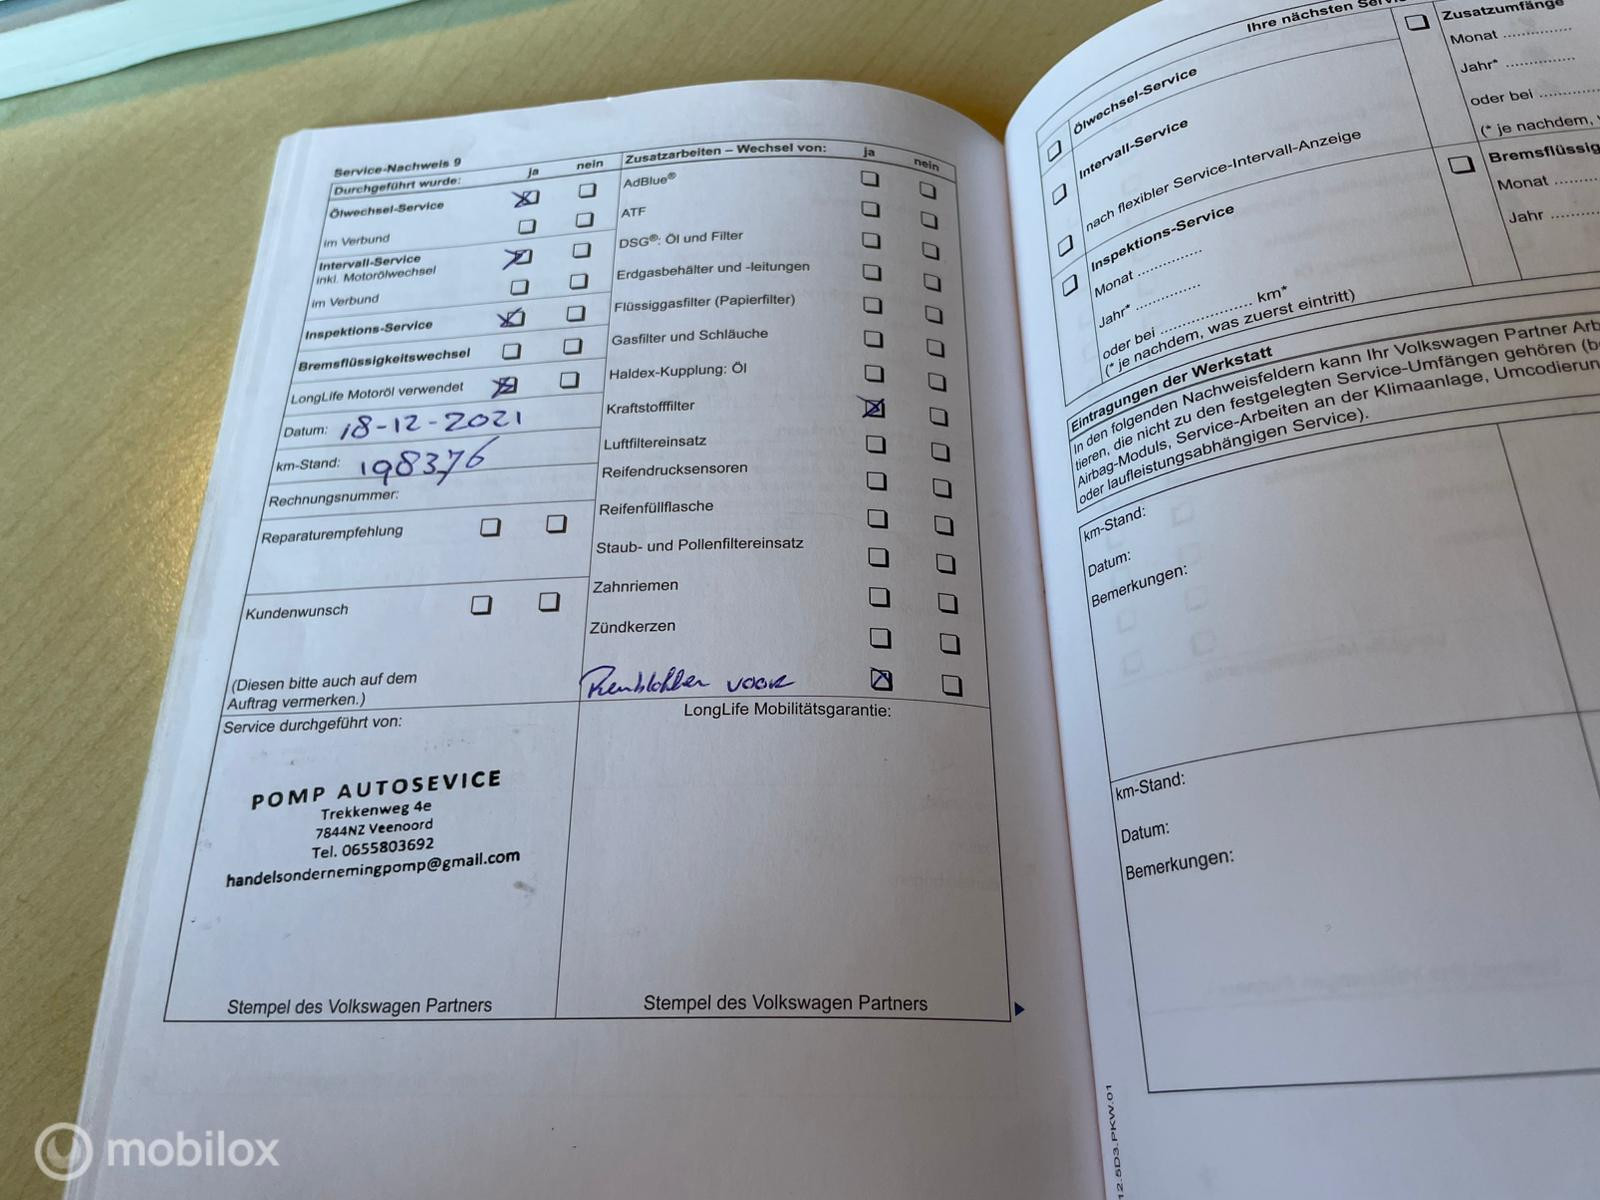 Service-Nachweis 9
Durchgeführt wurde: ja nein
Ölwechsel-Service
im Verbund
Intervall-Service
inkl. Motorölwechsel
im Verbund
Inspektions-Service
Bremsflüssigkeitswechsel
LongLife Motoröl verwendet
Datum: 18-12-2021
km-Stand: 198376
Rechnungsnummer:
Reparaturempfehlung
Kundenwunsch
(Diesen bitte auch auf dem
Auftrag vermerken.)
Zusatzarbeiten – Wechsel von: ja nein
AdBlue®
ATF
DSG®: Öl und Filter
Erdgasbehälter und -leitungen
Flüssiggasfilter (Papierfilter)
Gasfilter und Schläuche
Haldex-Kupplung: Öl
Kraftstofffilter
Luftfiltereinsatz
Reifendrucksensoren
Reifenfüllflasche
Staub- und Pollenfiltereinsatz
Zahnriemen
Zündkerzen
Remblokken voor
Service durchgeführt von:
POMP AUTOSEVICE
Trekkenweg 4e
7844NZ Veenoord
Tel. 0655803692
handelsondernemingpomp@gmail.com
Stempel des Volkswagen Partners
LongLife Mobilitätsgarantie:
Stempel des Volkswagen Partners
Ihre nächsten
Ölwechsel-Service
Intervall-Service
nach flexibler Service-Intervall-Anzeige
Inspektions-Service
Monat ..............
Jahr* ..............
oder bei .................... km*
(* je nachdem, was zuerst eintritt)
Zusatzumfänge
Monat ..............
Jahr* ..............
oder bei ..............
(* je nachdem,
Bremsflüssig
Monat .........
Jahr .........
Eintragungen der Werkstatt
In den folgenden Nachweisfeldern kann Ihr Volkswagen Partner Arb
tieren, die nicht zu den festgelegten Service-Umfängen gehören (b
Airbag-Moduls, Service-Arbeiten an der Klimaanlage, Umcodierun
oder laufleistungsabhängigen Service).
km-Stand:
Datum:
Bemerkungen:
km-Stand:
Datum:
Bemerkungen:
12.5D3.PKW.01
mobilox